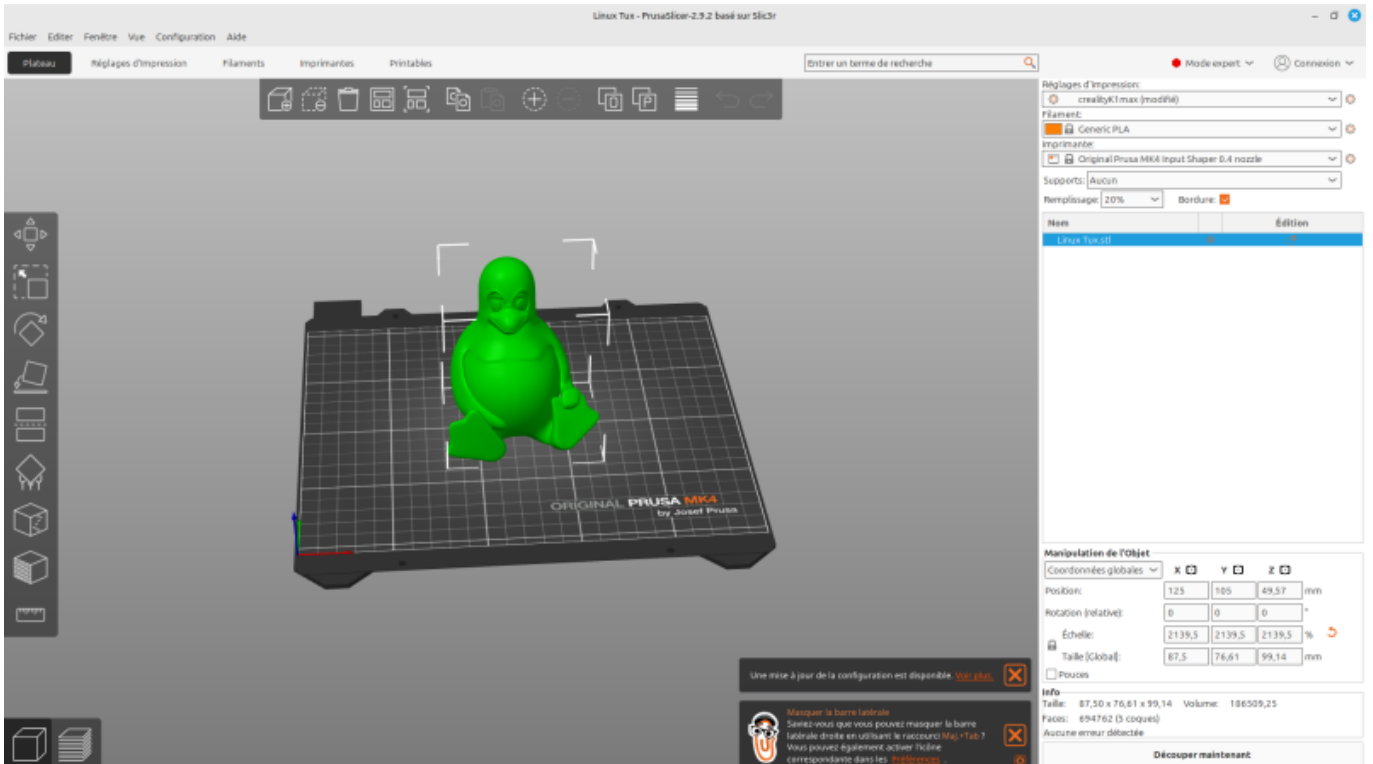 Linux Tux - PrusaSlicer-2.9.2 basé sur Slic3r
Fichier Editer Fenêtre Vue Configuration Aide
Plateau Réglages d'Impression Filaments Imprimantes Printables Entrer un terme de recherche Mode expert Connexion
Réglages d'impression:
crealityK1max (modifié)
Filament:
Generic PLA
Imprimante:
Original Prusa MK4 Input Shaper 0.4 nozzle
Supports: Aucun
Remplissage: 20% Bordure:
Nom Édition
Linux Tux.stl
ORIGINAL PRUSA MK4
by Josef Prusa
Manipulation de l'Objet
Coordonnées globales X Y Z
Position: 125 105 49,57 mm
Rotation (relative): 0 0 0 °
Échelle: 2139,5 2139,5 2139,5 %
Taille [Global]: 87,5 76,61 99,14 mm
Pouces
Info
Taille: 87,50 x 76,61 x 99,14 Volume: 186509,25
Faces: 694762 (5 coques)
Aucune erreur détectée
Découper maintenant
Une mise à jour de la configuration est disponible. Voir plus.
Masquer la barre latérale
Saviez-vous que vous pouvez masquer la barre
latérale droite en utilisant le raccourci Maj.+Tab ?
Vous pouvez également activer l'icône
correspondante dans les Préférences .